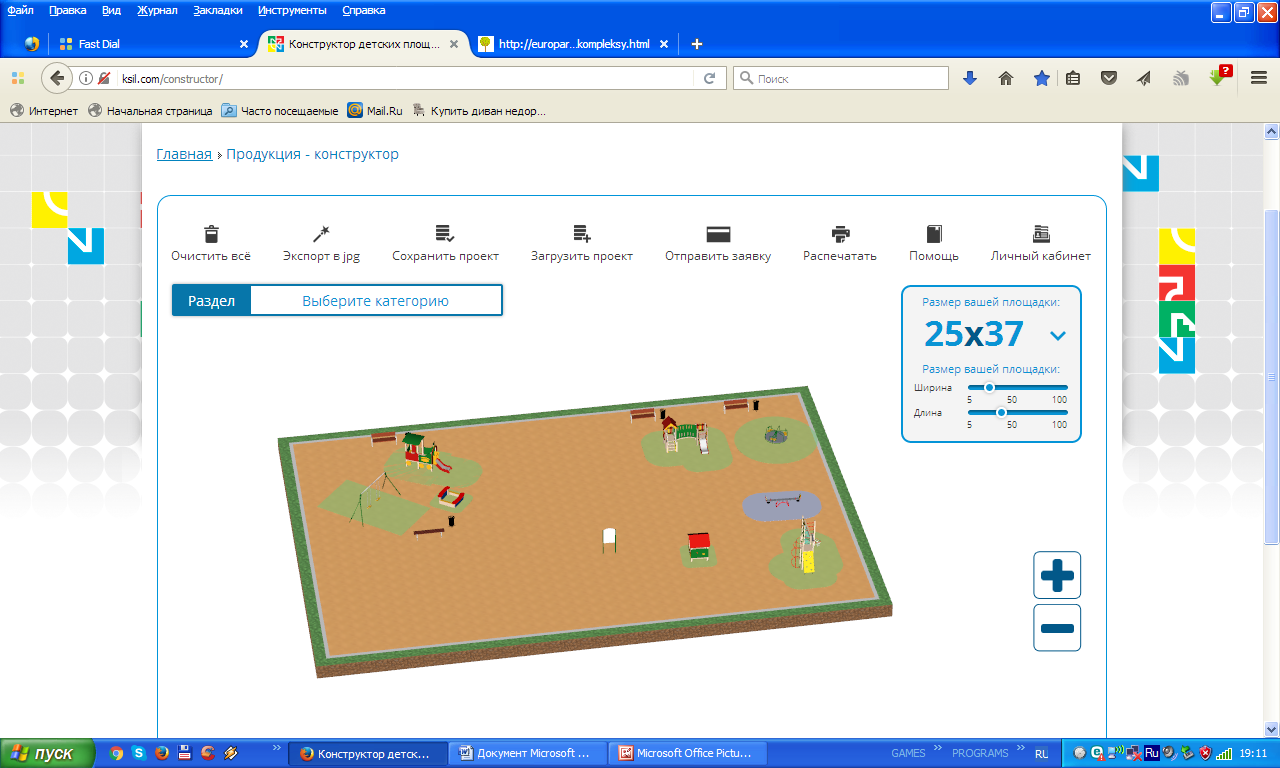 Файл Правка Вид Журнал Закладки Инструменты Справка
Fast Dial
Конструктор детских площ...
http://europar...kompleksy.html
ksil.com/constructor/
Поиск
Интернет Начальная страница Часто посещаемые Mail.Ru Купить диван недор...
Главная › Продукция - конструктор
Очистить всё Экспорт в jpg Сохранить проект Загрузить проект Отправить заявку Распечатать Помощь Личный кабинет
Раздел Выберите категорию
Размер вашей площадки:
25x37
Размер вашей площадки:
Ширина
5 50 100
Длина
5 50 100
пуск
Конструктор детск...
Документ Microsoft ...
Microsoft Office Pictu...
GAMES » PROGRAMS » RU
Ru
19:11